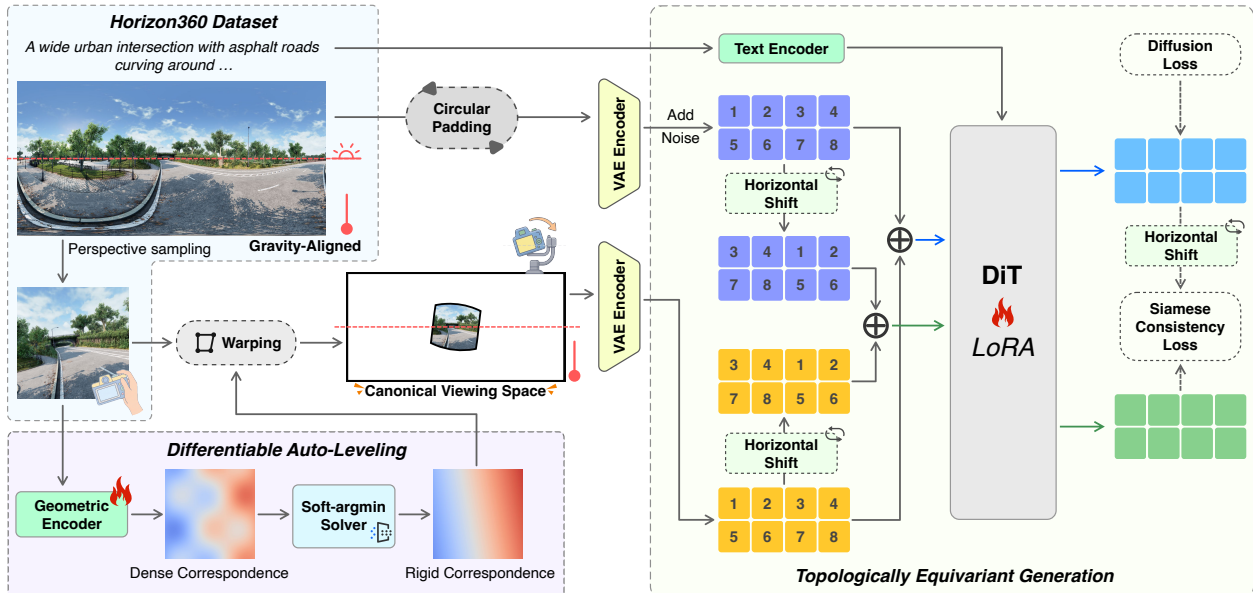 Horizon360 Dataset
A wide urban intersection with asphalt roads
curving around ...
Gravity-Aligned
Perspective sampling
Circular
Padding
VAE Encoder
Add
Noise
Text Encoder
Warping
Canonical Viewing Space
VAE Encoder
Differentiable Auto-Leveling
Geometric
Encoder
Dense Correspondence
Soft-argmin
Solver
Rigid Correspondence
1 2 3 4
5 6 7 8
Horizontal
Shift
3 4 1 2
7 8 5 6
3 4 1 2
7 8 5 6
Horizontal
Shift
1 2 3 4
5 6 7 8
DiT
LoRA
Diffusion
Loss
Horizontal
Shift
Siamese
Consistency
Loss
Topologically Equivariant Generation